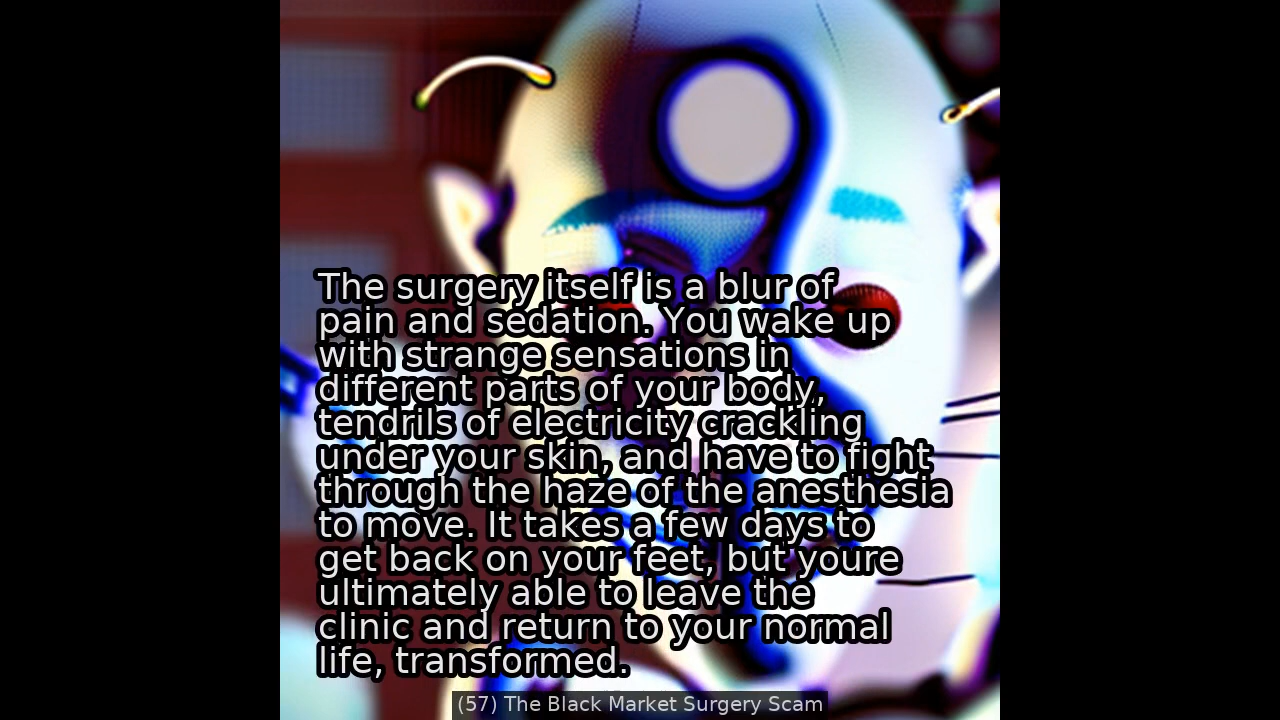 The surgery itself is a blur of
pain and sedation. You wake up
with strange sensations in
different parts of your body,
tendrils of electricity crackling
under your skin, and have to fight
through the haze of the anesthesia
to move. It takes a few days to
get back on your feet, but youre
ultimately able to leave the
clinic and return to your normal
life, transformed.
(57) The Black Market Surgery Scam